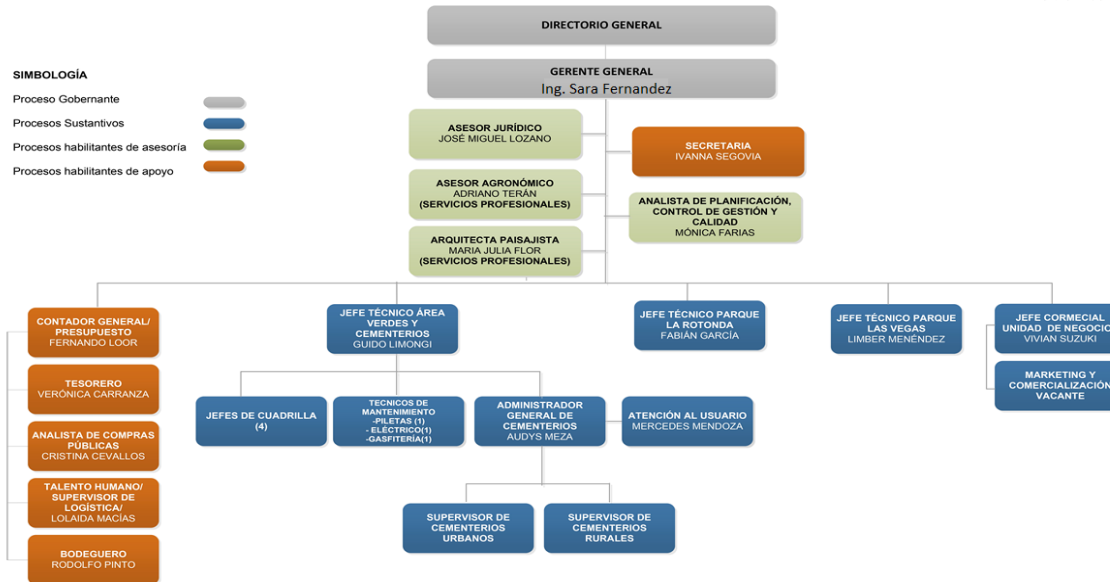 DIRECTORIO GENERAL
GERENTE GENERAL
Ing. Sara Fernandez
SIMBOLOGÍA
Proceso Gobernante
Procesos Sustantivos
Procesos habilitantes de asesoría
Procesos habilitantes de apoyo
ASESOR JURÍDICO
JOSÉ MIGUEL LOZANO
SECRETARIA
IVANNA SEGOVIA
ASESOR AGRONÓMICO
ADRIANO TERÁN
(SERVICIOS PROFESIONALES)
ANALISTA DE PLANIFICACIÓN,
CONTROL DE GESTIÓN Y
CALIDAD
MÓNICA FARIAS
ARQUITECTA PAISAJISTA
MARIA JULIA FLOR
(SERVICIOS PROFESIONALES)
CONTADOR GENERAL/
PRESUPUESTO
FERNANDO LOOR
JEFE TÉCNICO ÁREA
VERDES Y
CEMENTERIOS
GUIDO LIMONGI
JEFE TÉCNICO PARQUE
LA ROTONDA
FABIÁN GARCÍA
JEFE TÉCNICO PARQUE
LAS VEGAS
LIMBER MENÉNDEZ
JEFE CORMECIAL
UNIDAD DE NEGOCIO
VIVIAN SUZUKI
TESORERO
VERÓNICA CARRANZA
MARKETING Y
COMERCIALIZACIÓN
VACANTE
JEFES DE CUADRILLA
(4)
TECNICOS DE
MANTENIMIENTO
-PILETAS (1)
- ELÉCTRICO(1)
-GASFITERÍA(1)
ADMINISTRADOR
GENERAL DE
CEMENTERIOS
AUDYS MEZA
ATENCIÓN AL USUARIO
MERCEDES MENDOZA
ANALISTA DE COMPRAS
PÚBLICAS
CRISTINA CEVALLOS
TALENTO HUMANO/
SUPERVISOR DE
LOGÍSTICA/
LOLAIDA MACÍAS
SUPERVISOR DE
CEMENTERIOS
URBANOS
SUPERVISOR DE
CEMENTERIOS
RURALES
BODEGUERO
RODOLFO PINTO